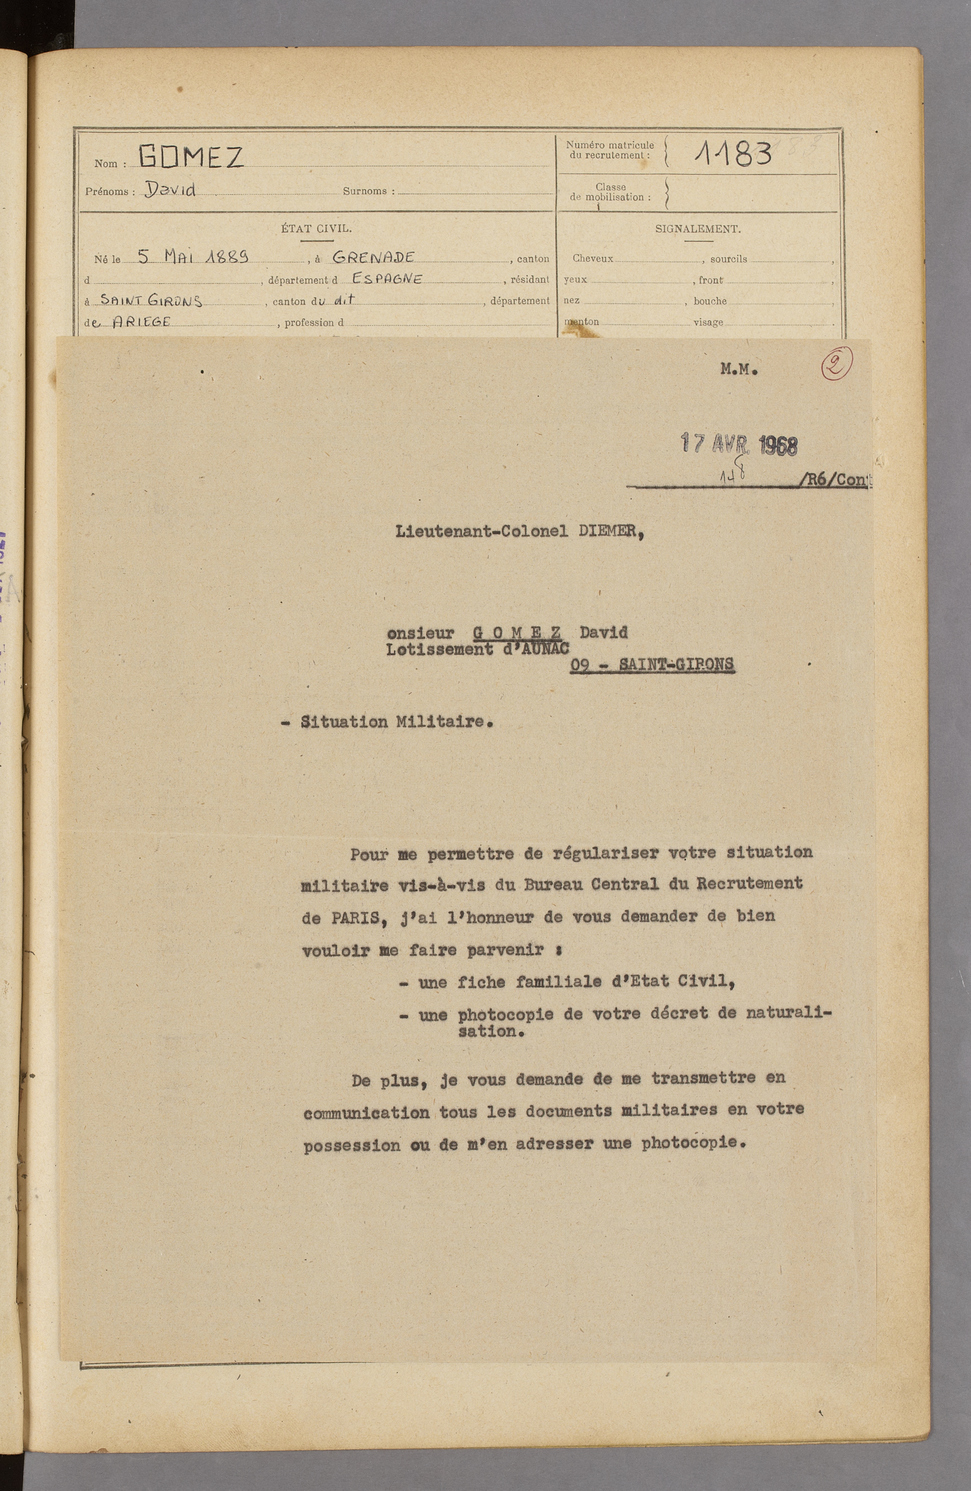 Nom : GOMEZ
Prénoms : David Surnoms :
Numéro matricule
du recrutement : 1183
Classe
de mobilisation :
ÉTAT CIVIL.
Né le 5 MAI 1889, à GRENADE, canton
d, département d ESPAGNE, résidant
à SAINT GIRONS, canton du dit, département
de ARIEGE, profession d
SIGNALEMENT.
Cheveux, sourcils,
yeux, front
nez, bouche,
menton visage.
M.M.
2
17 AVR. 1968
148 /R6/Cont
Lieutenant-Colonel DIEMER,
onsieur G O M E Z David
Lotissement d'AUNAC
09 - SAINT-GIRONS
- Situation Militaire.
Pour me permettre de régulariser votre situation
militaire vis-à-vis du Bureau Central du Recrutement
de PARIS, j'ai l'honneur de vous demander de bien
vouloir me faire parvenir :
- une fiche familiale d'Etat Civil,
- une photocopie de votre décret de naturali-
sation.
De plus, je vous demande de me transmettre en
communication tous les documents militaires en votre
possession ou de m'en adresser une photocopie.